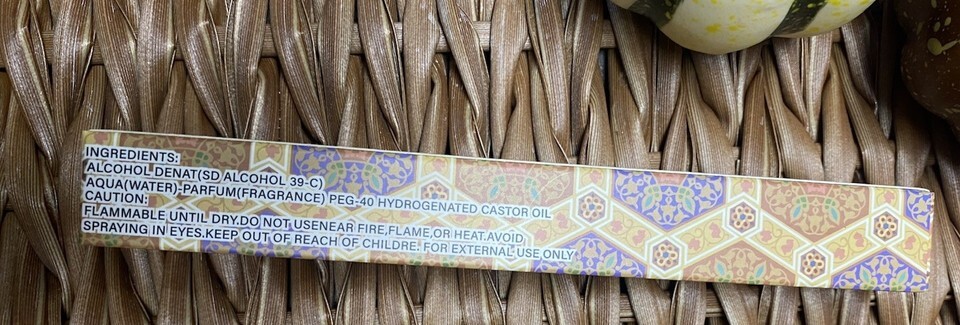 INGREDIENTS:
ALCOHOL DENAT(SD ALCOHOL 39-C)
AQUA(WATER)-PARFUM(FRAGRANCE) PEG-40 HYDROGENATED CASTOR OIL
CAUTION:
FLAMMABLE UNTIL DRY.DO NOT USENEAR FIRE,FLAME,OR HEAT.AVOID
SPRAYING IN EYES.KEEP OUT OF REACH OF CHILDRE. FOR EXTERNAL USE ONLY